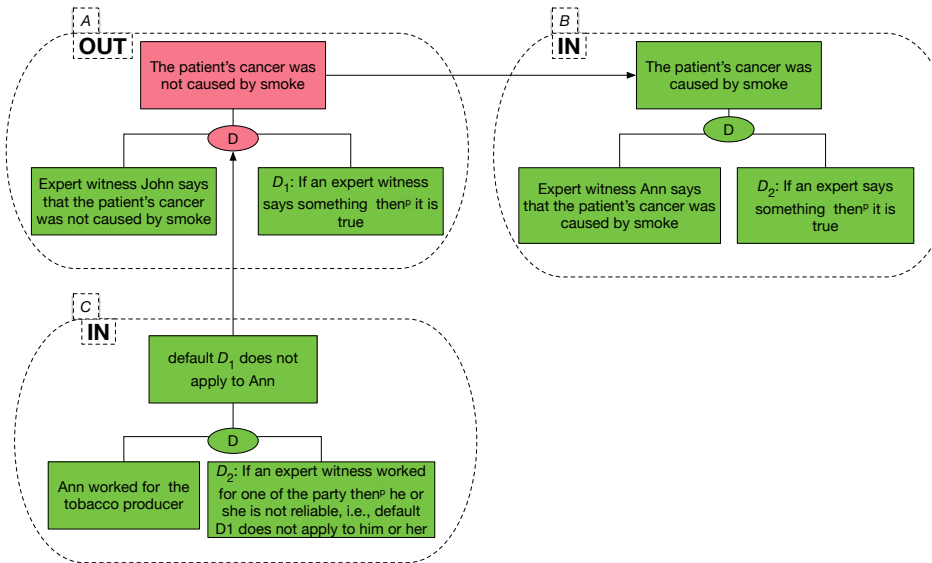 A
OUT
The patient's cancer was
not caused by smoke
D
Expert witness John says
that the patient's cancer
was not caused by smoke
D1: If an expert witness
says something thenᵖ it is
true
B
IN
The patient's cancer was
caused by smoke
D
Expert witness Ann says
that the patient's cancer was
caused by smoke
D2: If an expert says
something thenᵖ it is
true
C
IN
default D1 does not
apply to Ann
D
Ann worked for the
tobacco producer
D2: If an expert witness worked
for one of the party thenᵖ he or
she is not reliable, i.e., default
D1 does not apply to him or her